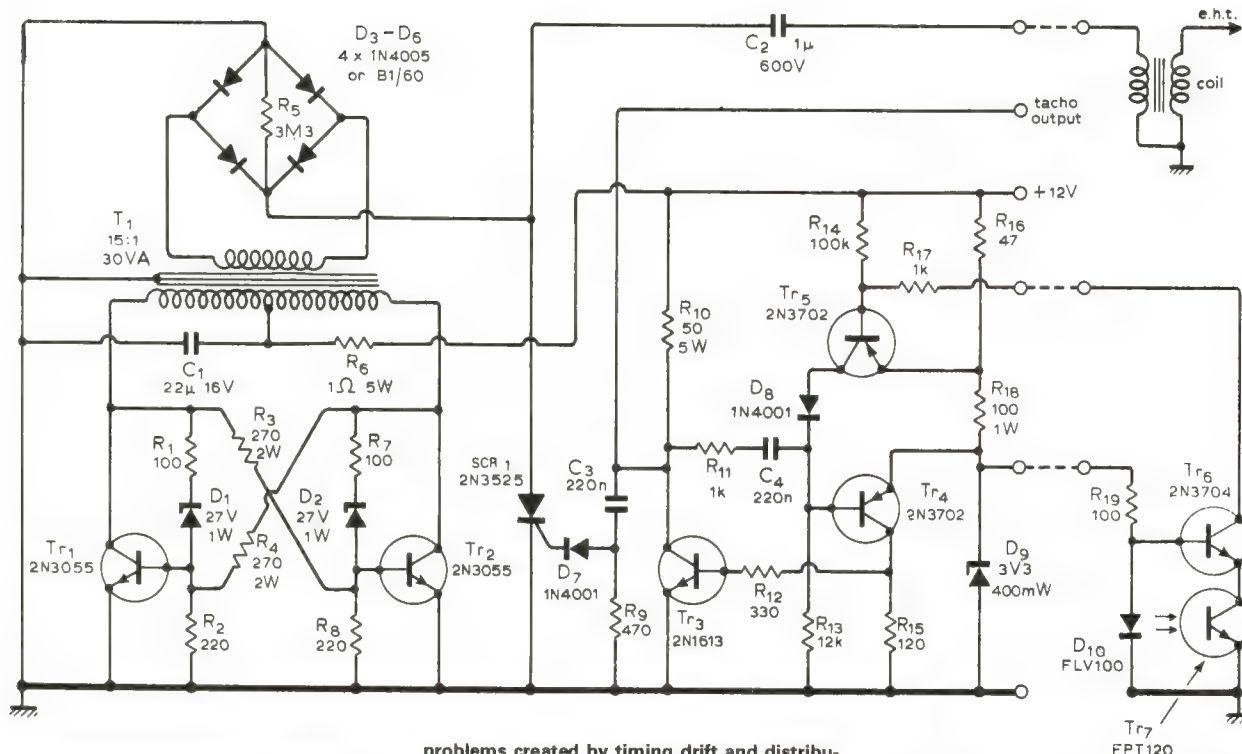 D3–D6
4 x 1N4005
or B1/60
R5
3M3
T1
15:1
30VA
C1
22µ 16V
R6
1Ω 5W
R3
270
2W
R1
100
R7
100
D1
27V
1W
D2
27V
1W
R4
270
2W
Tr1
2N3055
Tr2
2N3055
R2
220
R8
220
C2
1µ
600V
e.h.t.
coil
tacho
output
+12V
R14
100k
R16
47
R17
1k
Tr5
2N3702
R10
50
5W
D8
1N4001
R18
100
1W
R11
1k
C4
220n
SCR1
2N3525
C3
220n
Tr4
2N3702
D7
1N4001
R9
470
Tr3
2N1613
R12
330
R13
12k
R15
120
D9
3V3
400mW
R19
100
Tr6
2N3704
D10
FLV100
Tr7
FPT120
problems created by timing drift and distribu-